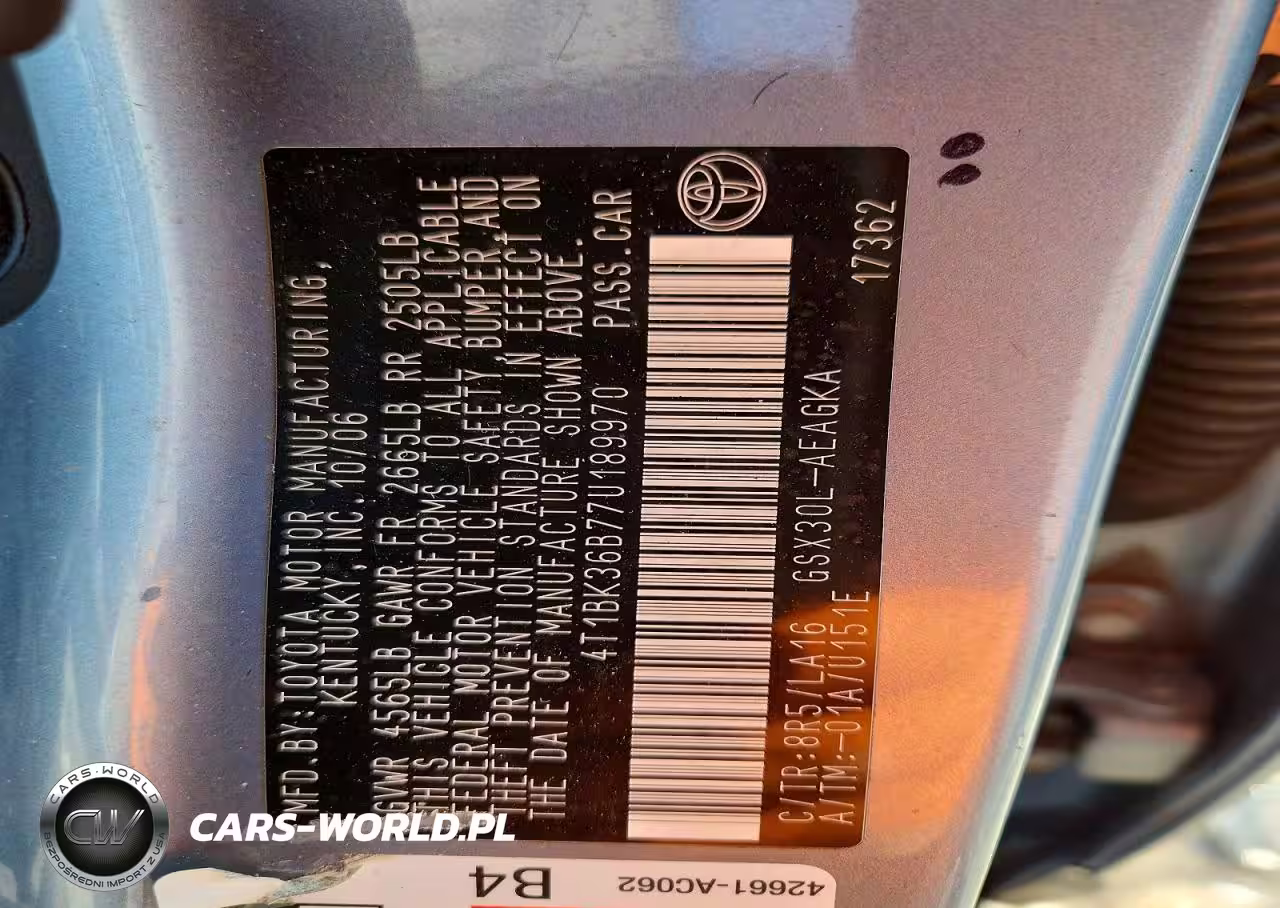 MFD.BY:TOYOTA MOTOR MANUFACTURING,
KENTUCKY,INC.10/06
GVWR 4565LB GAWR FR 2665LB RR 2505LB
THIS VEHICLE CONFORMS TO ALL APPLICABLE
FEDERAL MOTOR VEHICLE SAFETY,BUMPER,AND
THEFT PREVENTION STANDARDS IN EFFECT ON
THE DATE OF MANUFACTURE SHOWN ABOVE.
4T1BK36B77U189970 PASS.CAR
C/TR:8R5/LA16 GSX30L-AEAGKA
A/TM:-01A/U151E 17362
B4
42661-AC062
CARS-WORLD
CW
BEZPOŚREDNI IMPORT Z USA
CARS-WORLD.PL